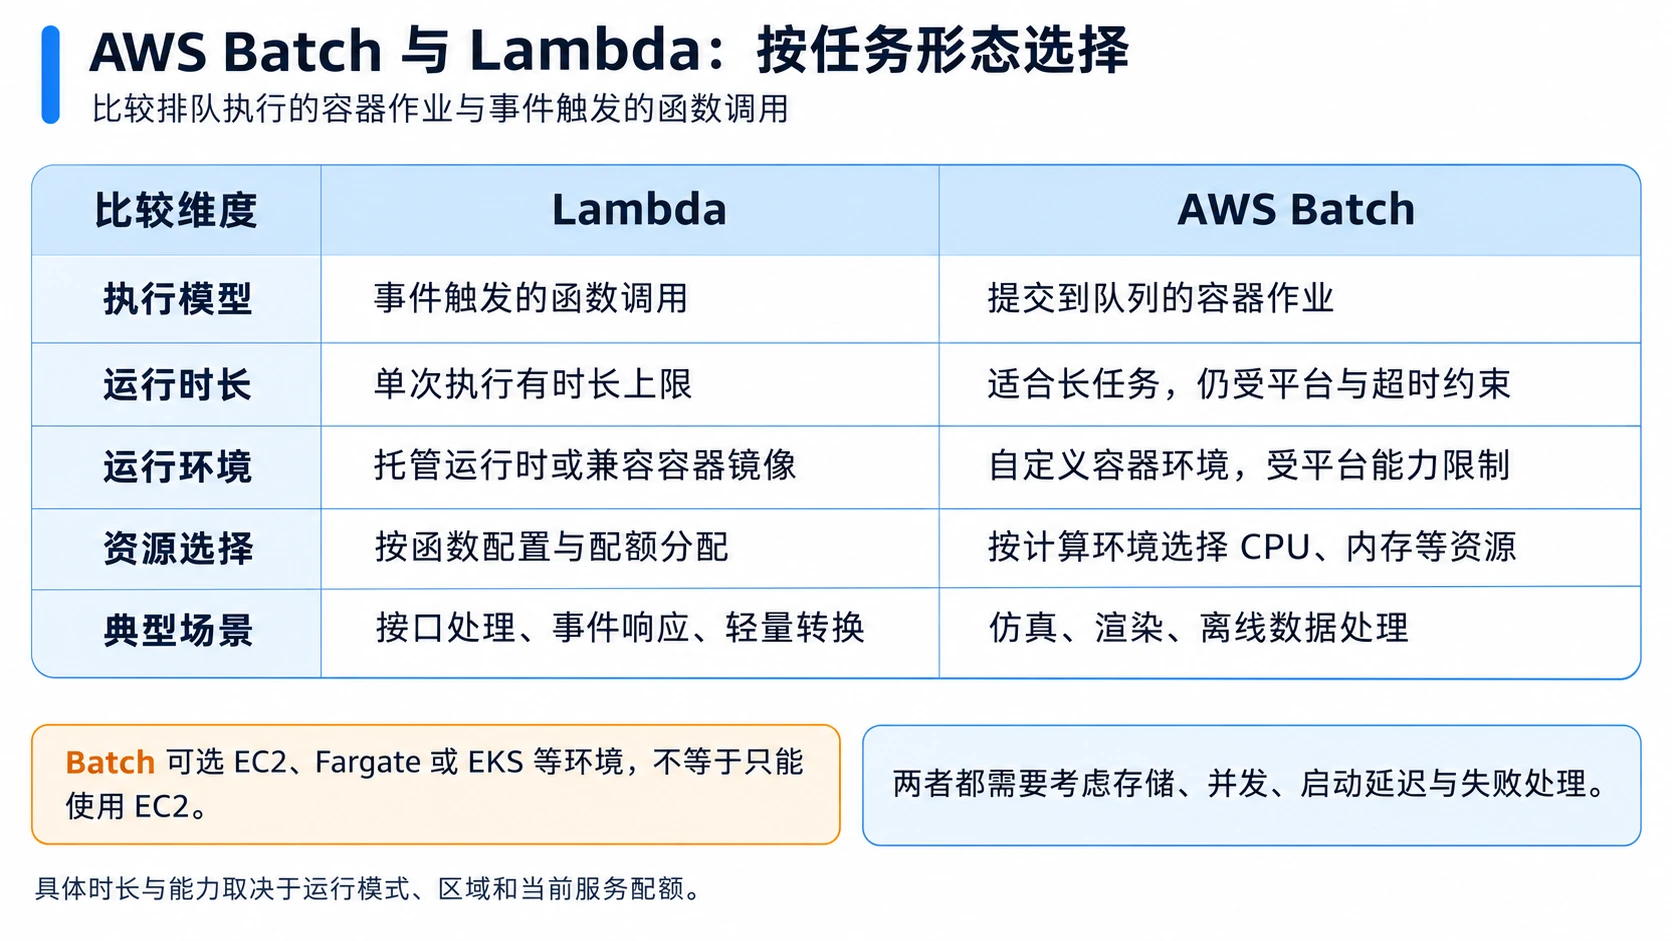 AWS Batch 与 Lambda：按任务形态选择
比较排队执行的容器作业与事件触发的函数调用
比较维度 Lambda AWS Batch
执行模型 事件触发的函数调用 提交到队列的容器作业
运行时长 单次执行有时长上限 适合长任务，仍受平台与超时约束
运行环境 托管运行时或兼容容器镜像 自定义容器环境，受平台能力限制
资源选择 按函数配置与配额分配 按计算环境选择 CPU、内存等资源
典型场景 接口处理、事件响应、轻量转换 仿真、渲染、离线数据处理
Batch 可选 EC2、Fargate 或 EKS 等环境，不等于只能
使用 EC2。
两者都需要考虑存储、并发、启动延迟与失败处理。
具体时长与能力取决于运行模式、区域和当前服务配额。